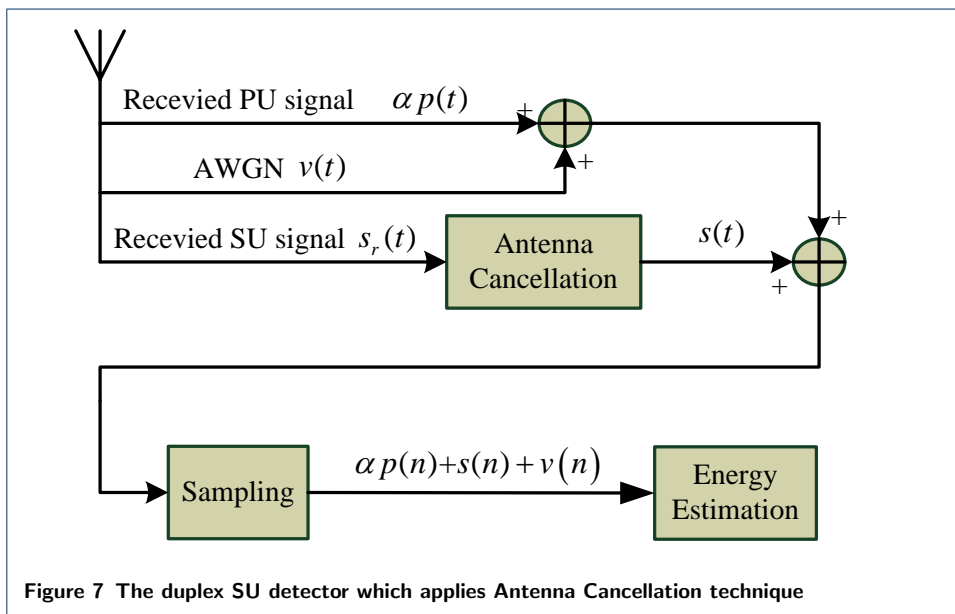 Recevied PU signal α p(t)
+
+
AWGN v(t)
+
Recevied SU signal s_r(t)
Antenna
Cancellation
s(t)
+
Sampling
α p(n)+s(n) + v(n)
Energy
Estimation
Figure 7 The duplex SU detector which applies Antenna Cancellation technique